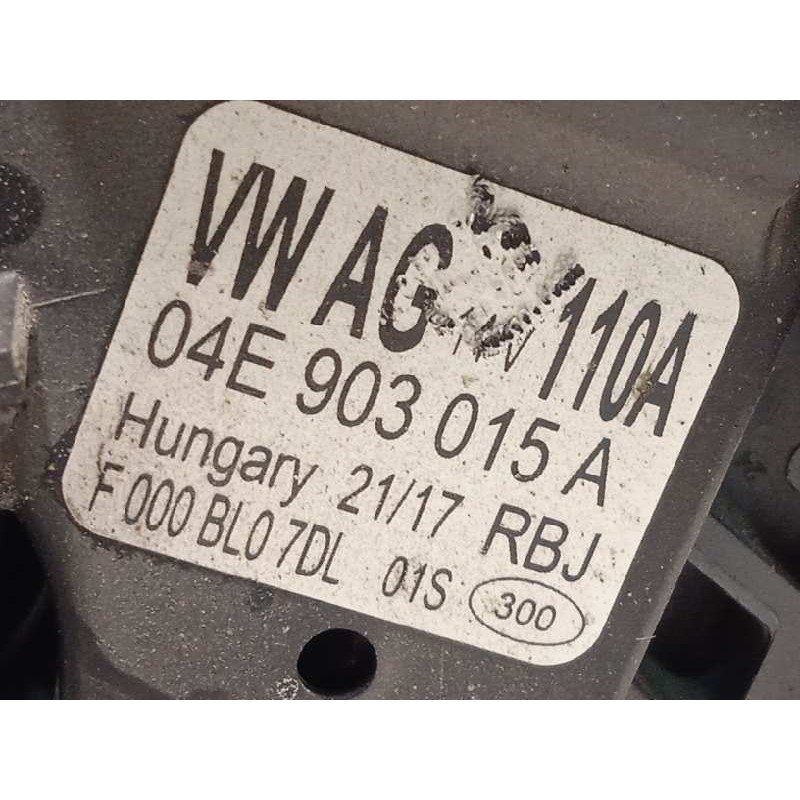 VW AG 110A
04E 903 015 A
Hungary 21/17 RBJ
F 000 BL0 7DL 01S 300